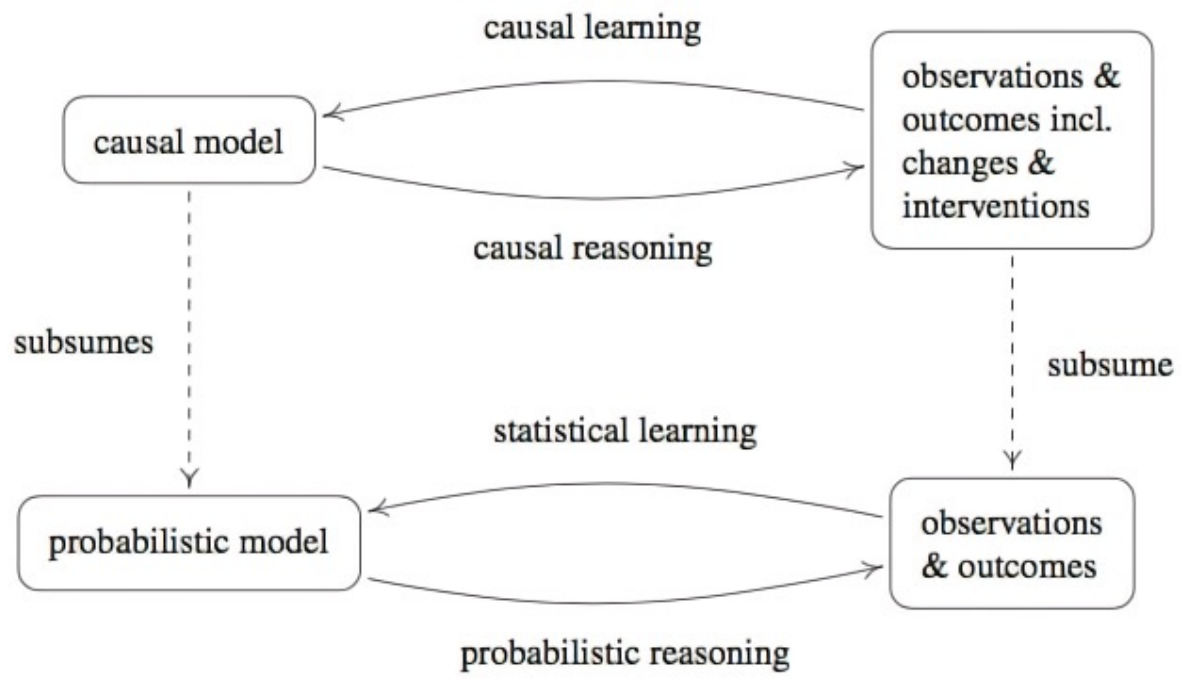 causal learning
observations &
outcomes incl.
changes &
interventions
causal model
causal reasoning
subsumes
subsume
statistical learning
observations
& outcomes
probabilistic model
probabilistic reasoning